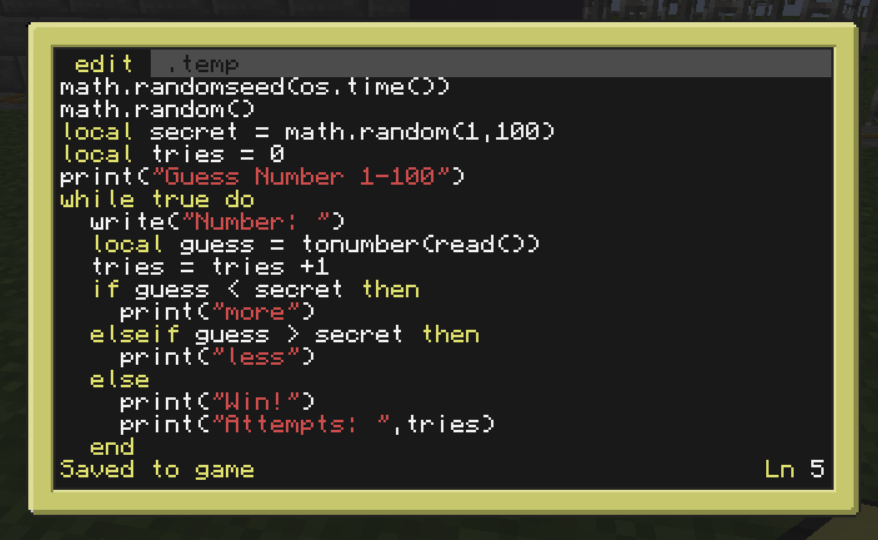 edit .temp
math.randomseed(os.time())
math.random()
local secret = math.random(1,100)
local tries = 0
print("Guess Number 1-100")
while true do
  write("Number: ")
  local guess = tonumber(read())
  tries = tries +1
  if guess < secret then
    print("more")
  elseif guess > secret then
    print("less")
  else
    print("Win!")
    print("Attempts: ",tries)
  end
Saved to game Ln 5